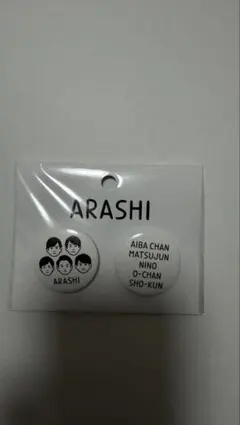 ARASHI
ARASHI
AIBA CHAN
MATSUJUN
NINO
O-CHAN
SHO-KUN